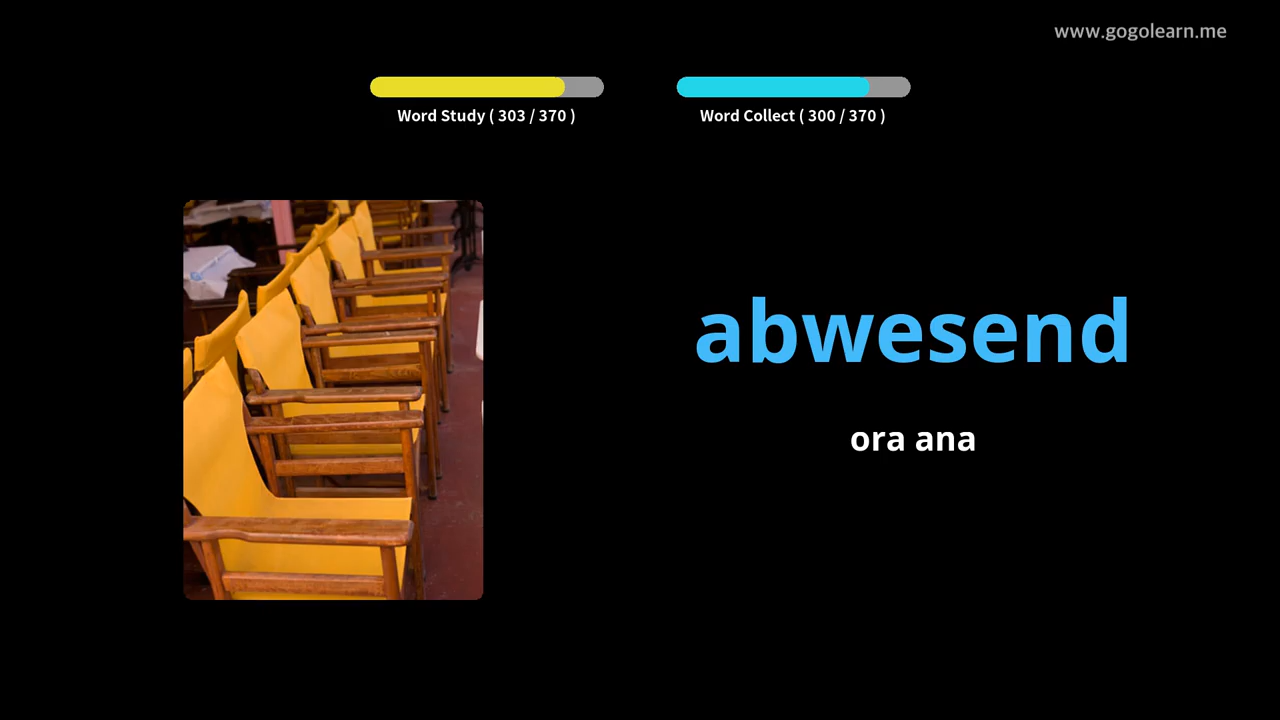 www.gogolearn.me
Word Study ( 303 / 370 )
Word Collect ( 300 / 370 )
abwesend
ora ana